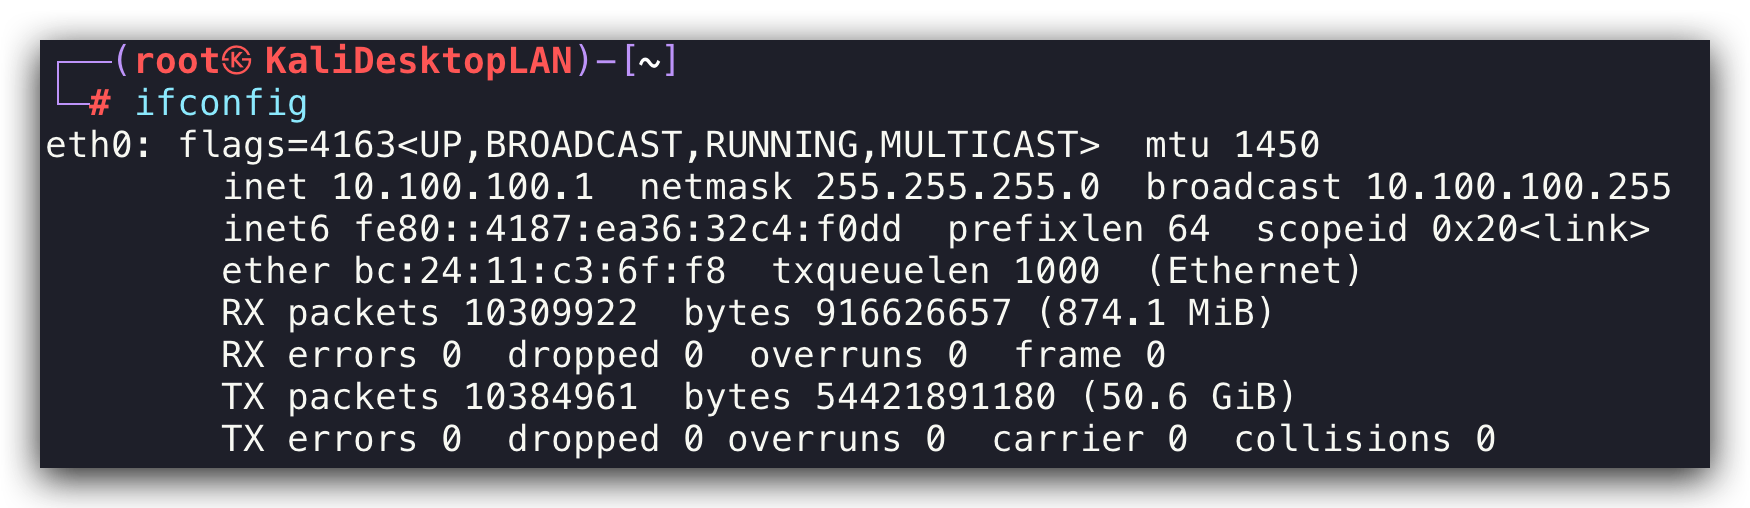 ┌──(root㉿KaliDesktopLAN)-[~]
└─# ifconfig
eth0: flags=4163<UP,BROADCAST,RUNNING,MULTICAST>  mtu 1450
        inet 10.100.100.1  netmask 255.255.255.0  broadcast 10.100.100.255
        inet6 fe80::4187:ea36:32c4:f0dd  prefixlen 64  scopeid 0x20<link>
        ether bc:24:11:c3:6f:f8  txqueuelen 1000  (Ethernet)
        RX packets 10309922  bytes 916626657 (874.1 MiB)
        RX errors 0  dropped 0  overruns 0  frame 0
        TX packets 10384961  bytes 54421891180 (50.6 GiB)
        TX errors 0  dropped 0 overruns 0  carrier 0  collisions 0